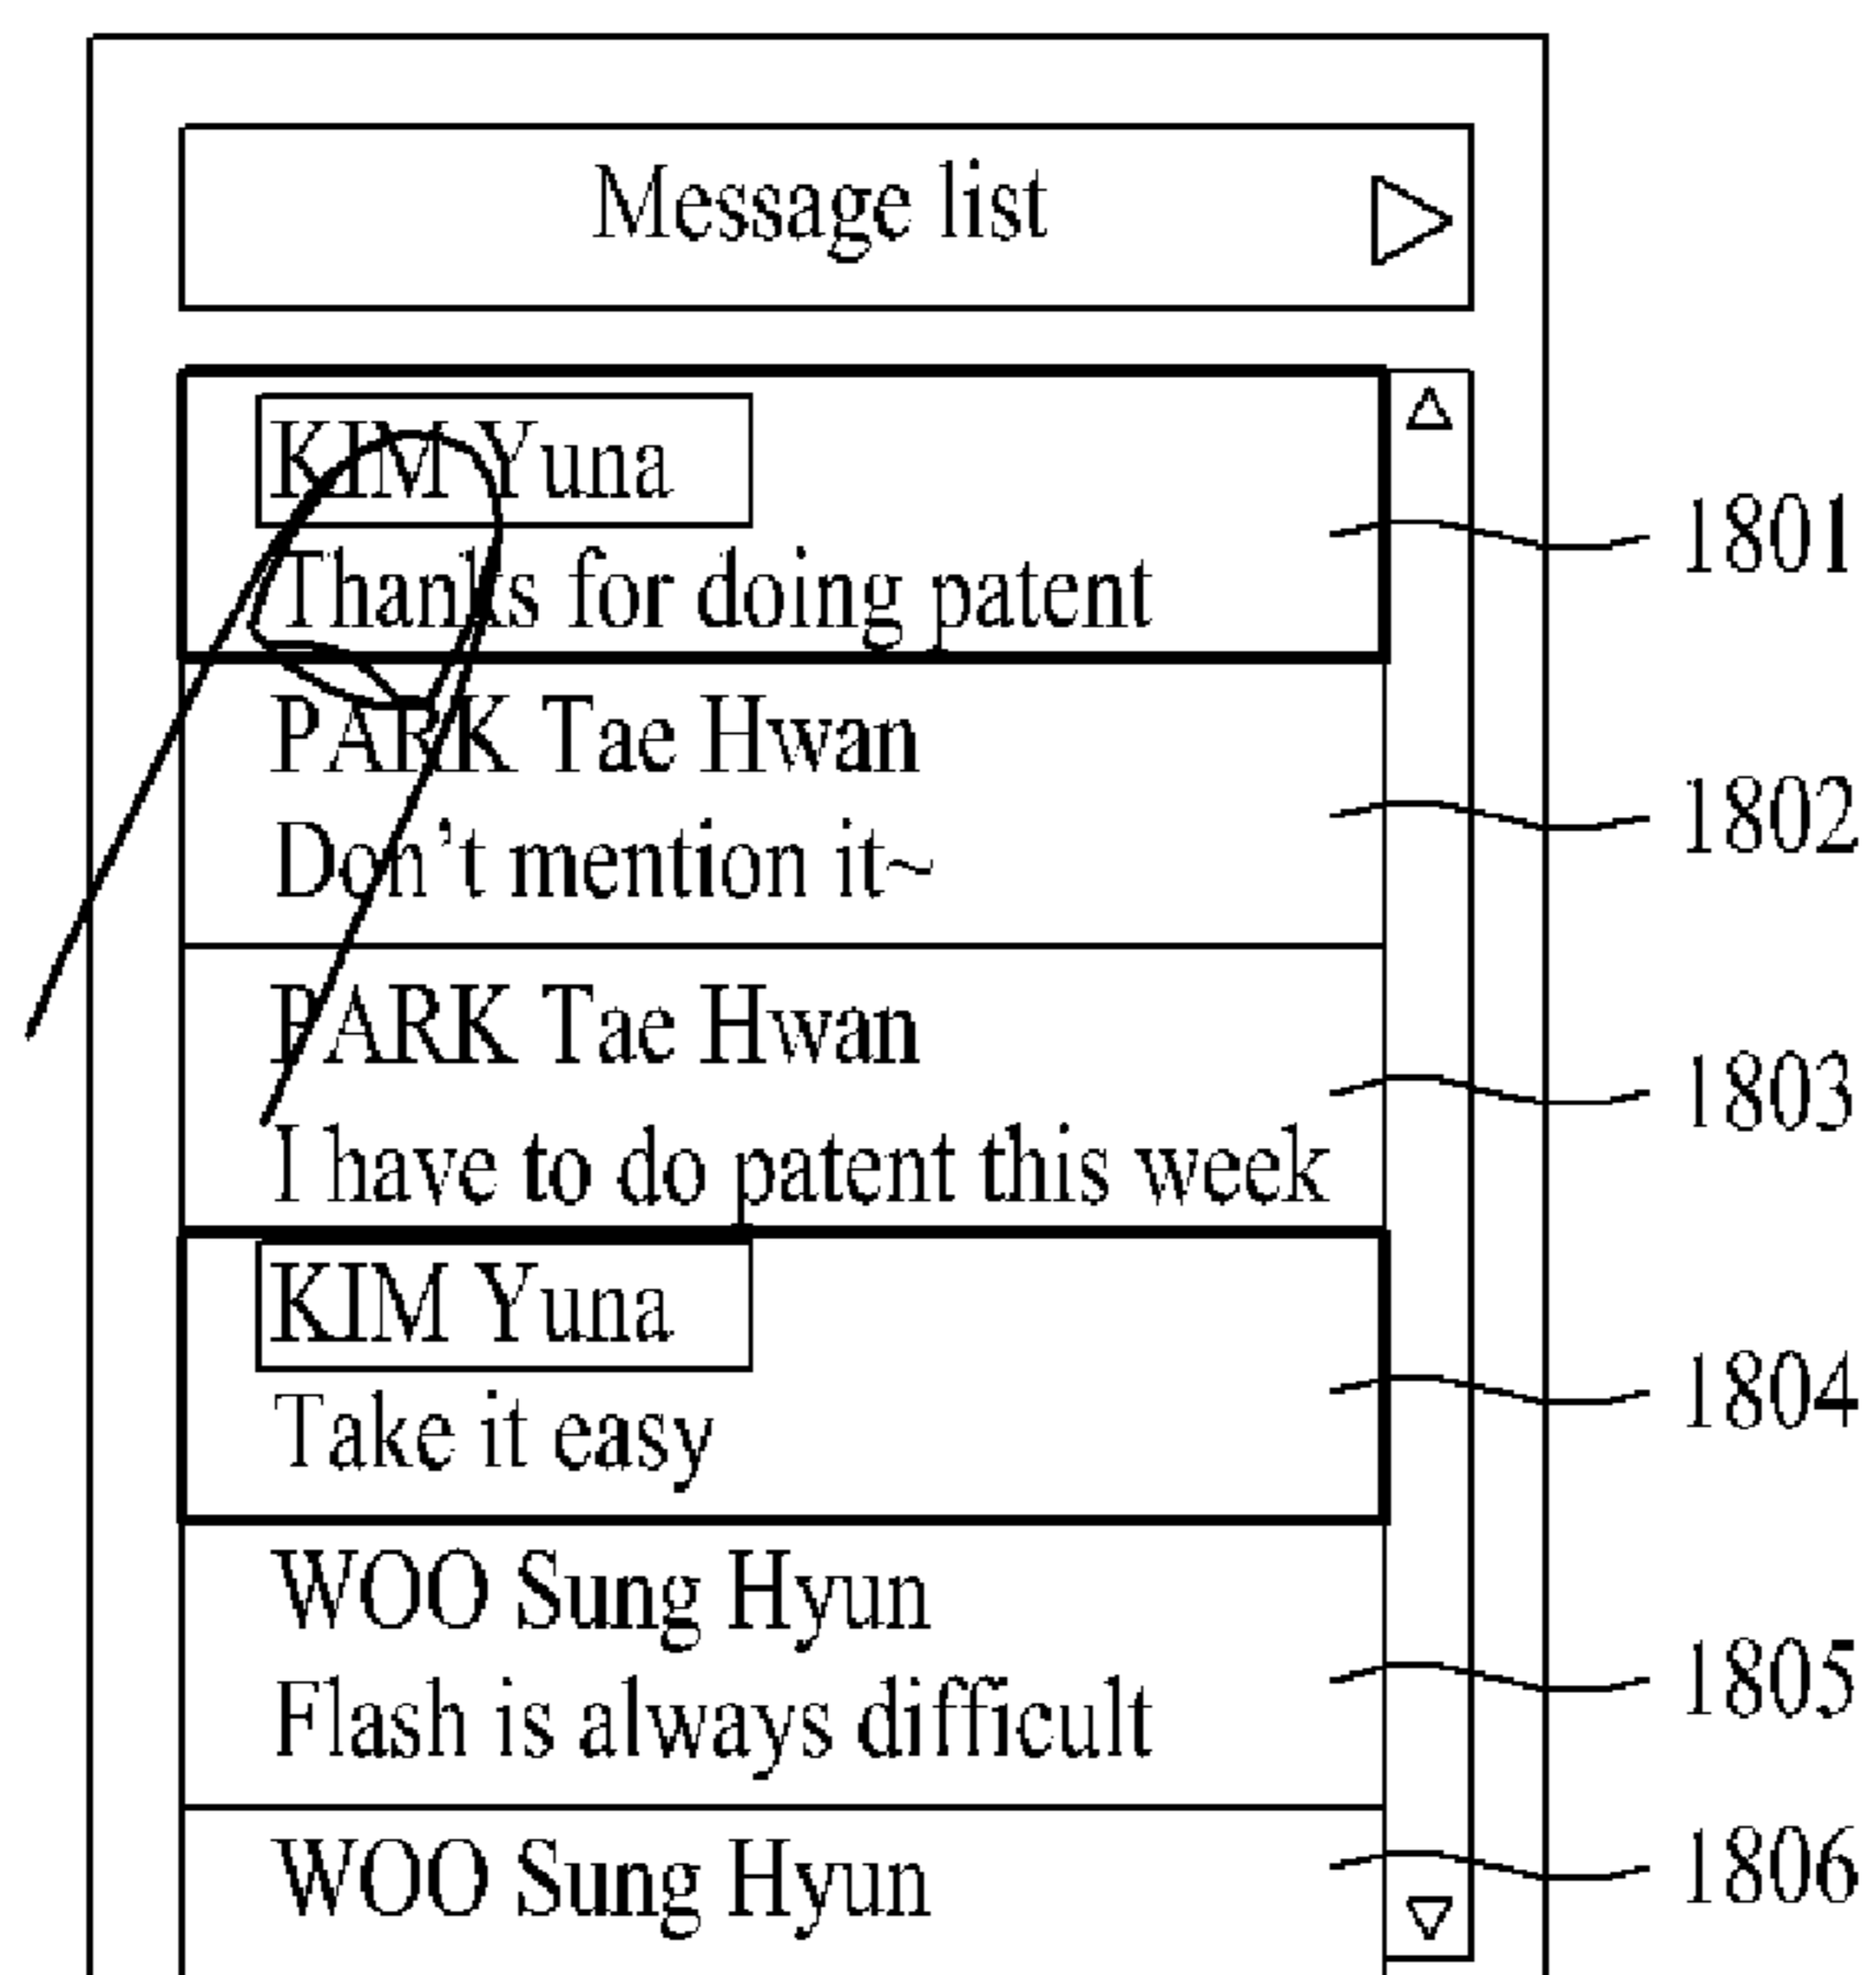 Message list
KIM Yuna
Thanks for doing patent
1801
PARK Tae Hwan
Don't mention it~
1802
PARK Tae Hwan
I have to do patent this week
1803
KIM Yuna
Take it easy
1804
WOO Sung Hyun
Flash is always difficult
1805
WOO Sung Hyun
1806